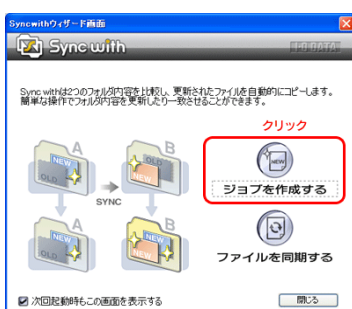 Syncwithウィザード画面
Sync with
I-O DATA
Sync withは2つのフォルダ内容を比較し、更新されたファイルを自動的にコピーします。
簡単な操作でフォルダ内容を更新したり一致させることができます。
クリック
A
B
NEW
OLD
OLD
NEW
SYNC
NEW
ジョブを作成する
A
B
NEW
OLD
NEW
ファイルを同期する
次回起動時もこの画面を表示する
閉じる